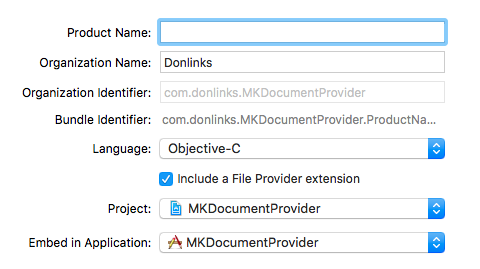 Product Name:
Organization Name: Donlinks
Organization Identifier: com.donlinks.MKDocumentProvider
Bundle Identifier: com.donlinks.MKDocumentProvider.ProductNa...
Language: Objective-C
Include a File Provider extension
Project: MKDocumentProvider
Embed in Application: MKDocumentProvider